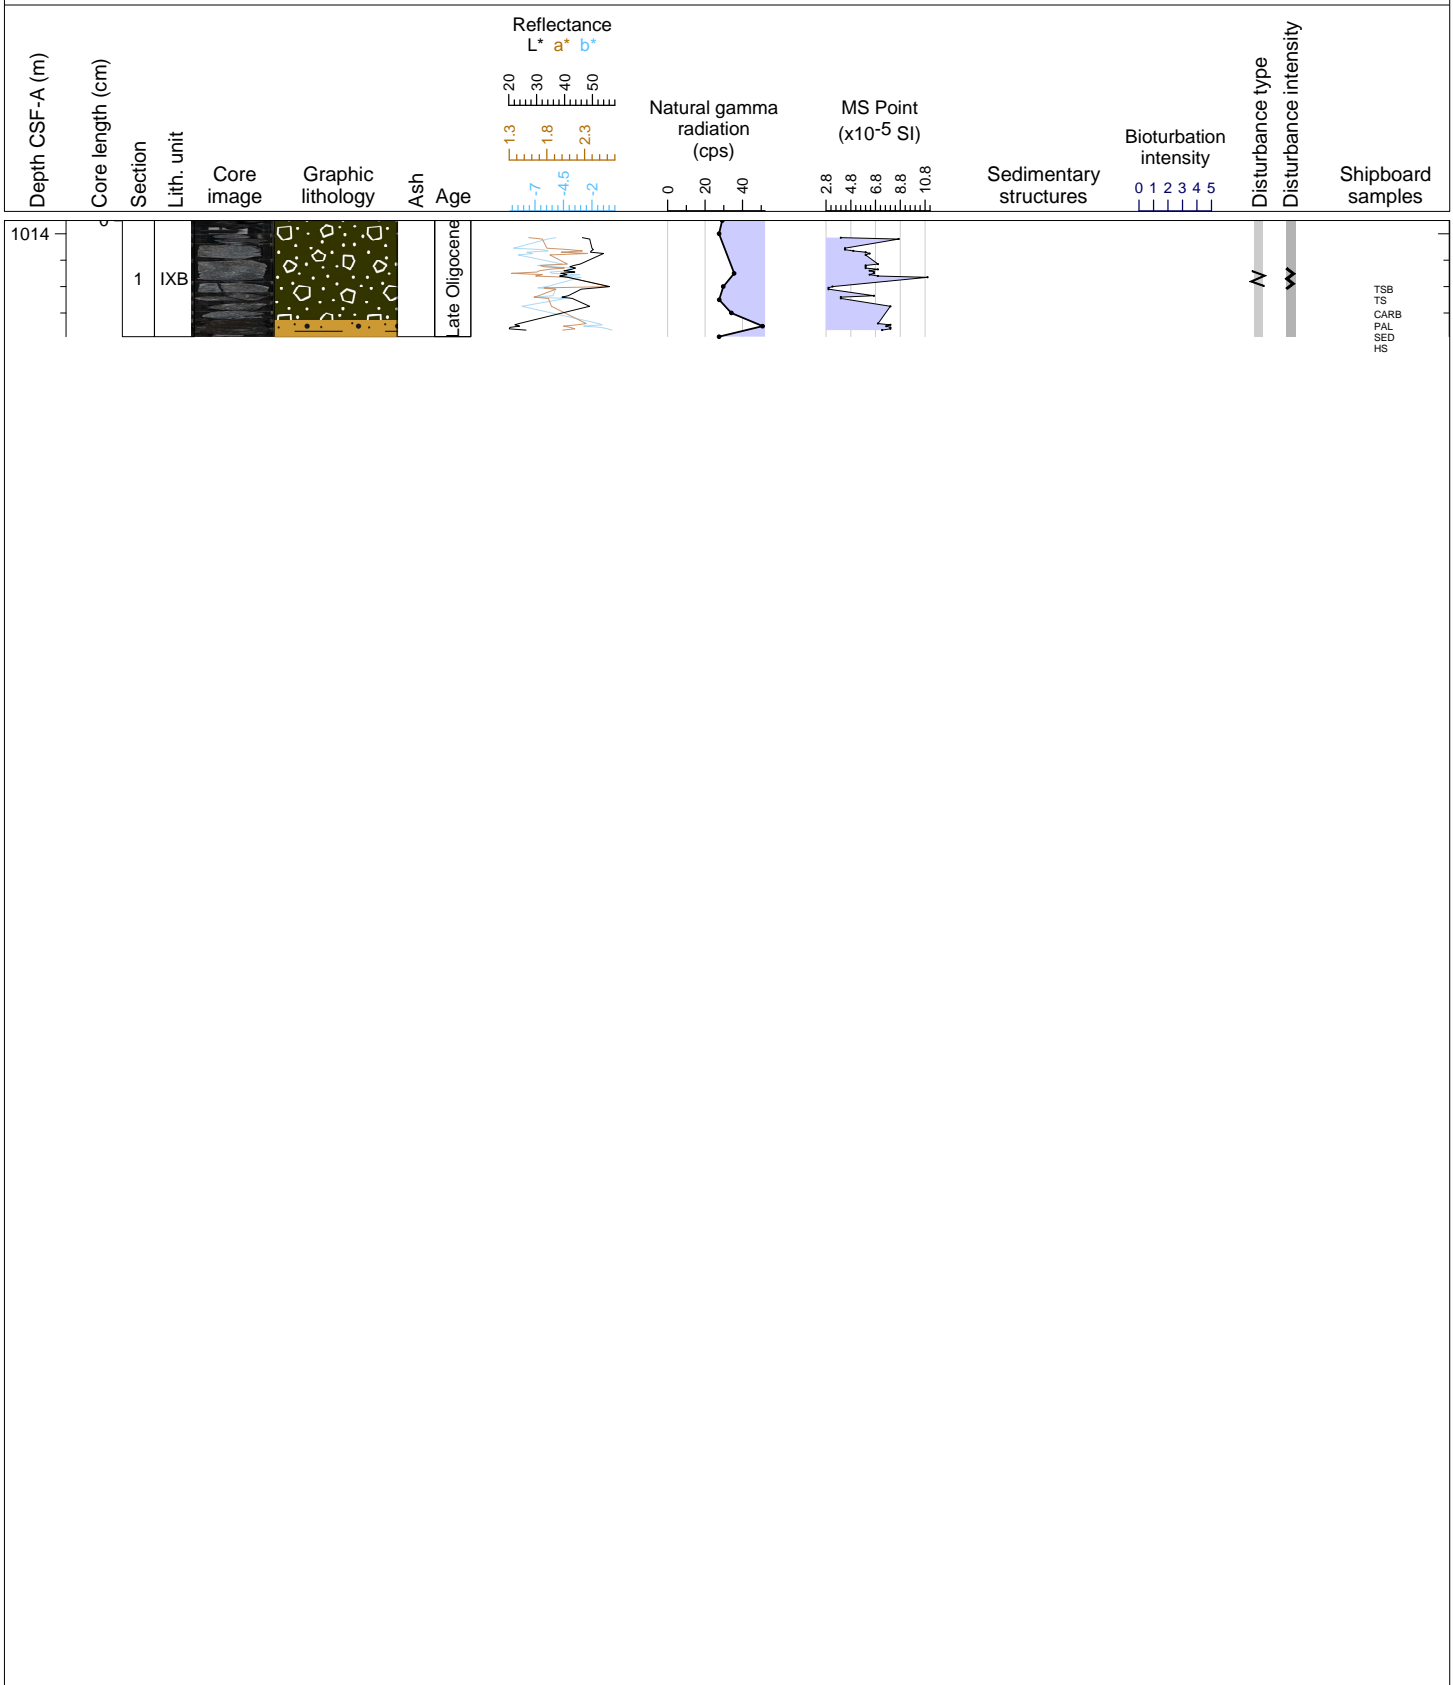 Depth CSF-A (m)
Core length (cm)
Section
Lith. unit
Core
image
Graphic
lithology
Ash
Age
Reflectance
L* a* b*
20 30 40 50
1.3 1.8 2.3
-7 -4.5 -2
Natural gamma
radiation
(cps)
0 20 40
MS Point
(x10-5 SI)
2.8 4.8 6.8 8.8 10.8
Sedimentary
structures
Bioturbation
intensity
0 1 2 3 4 5
Disturbance type
Disturbance intensity
Shipboard
samples
1014
1
IXB
Late Oligocene
TSB
TS
CARB
PAL
SED
HS